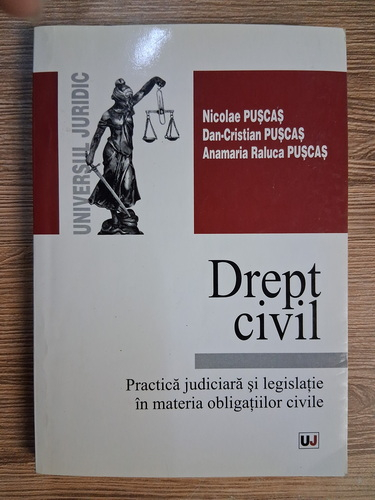 UNIVERSUL JURIDIC
Nicolae PUŞCAŞ
Dan-Cristian PUŞCAŞ
Anamaria Raluca PUŞCAŞ
Drept
civil
Practică judiciară şi legislaţie
în materia obligaţiilor civile
UJ